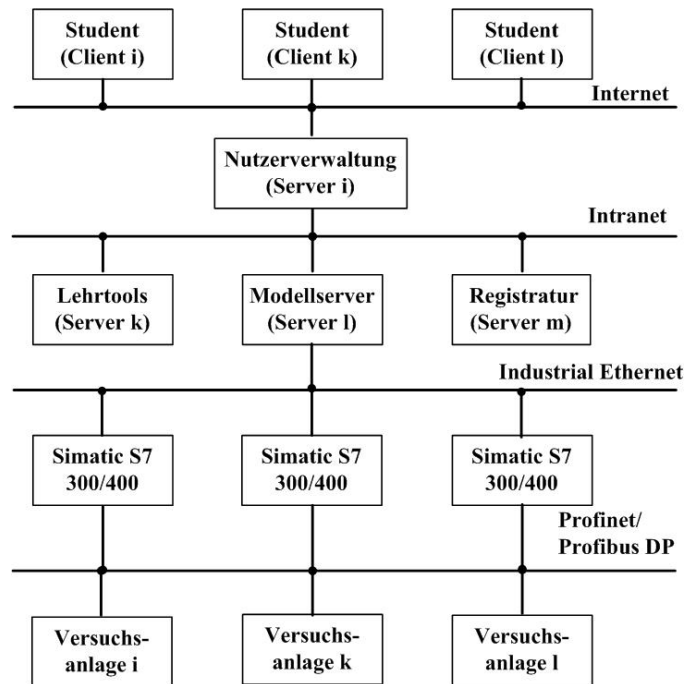 Student
(Client i)
Student
(Client k)
Student
(Client l)
Internet
Nutzerverwaltung
(Server i)
Intranet
Lehrtools
(Server k)
Modellserver
(Server l)
Registratur
(Server m)
Industrial Ethernet
Simatic S7
300/400
Simatic S7
300/400
Simatic S7
300/400
Profinet/
Profibus DP
Versuchs-
anlage i
Versuchs-
anlage k
Versuchs-
anlage l